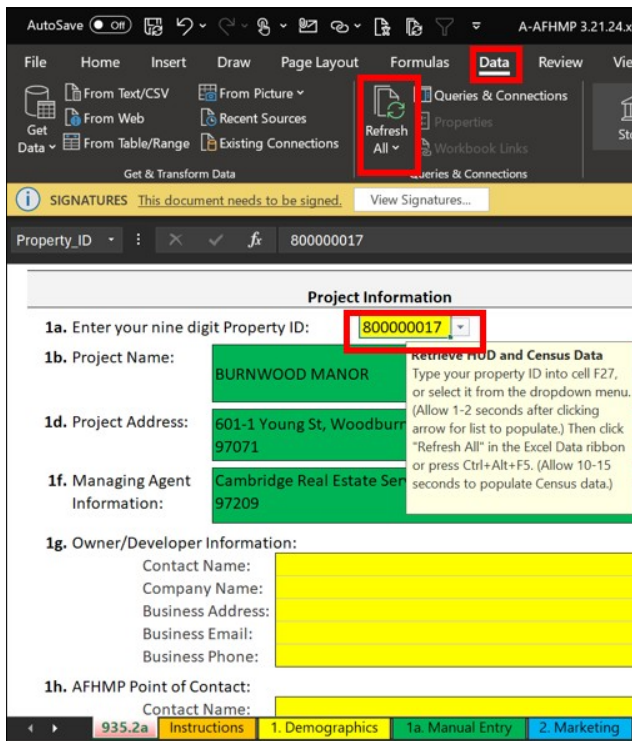 AutoSave Off A-AFHMP 3.21.24.x
File Home Insert Draw Page Layout Formulas Data Review Vie
From Text/CSV From Picture Queries & Connections
From Web Recent Sources Properties
From Table/Range Existing Connections Workbook Links
Get Data
Refresh All
Sto
Get & Transform Data Queries & Connections
SIGNATURES This document needs to be signed. View Signatures...
Property_ID fx 800000017
Project Information
1a. Enter your nine digit Property ID: 800000017
1b. Project Name: BURNWOOD MANOR
Retrieve HUD and Census Data
Type your property ID into cell F27,
or select it from the dropdown menu.
(Allow 1-2 seconds after clicking
arrow for list to populate.) Then click
"Refresh All" in the Excel Data ribbon
or press Ctrl+Alt+F5. (Allow 10-15
seconds to populate Census data.)
1d. Project Address: 601-1 Young St, Woodburn
97071
1f. Managing Agent Cambridge Real Estate Ser
Information: 97209
1g. Owner/Developer Information:
Contact Name:
Company Name:
Business Address:
Business Email:
Business Phone:
1h. AFHMP Point of Contact:
Contact Name:
935.2a Instructions 1. Demographics 1a. Manual Entry 2. Marketing